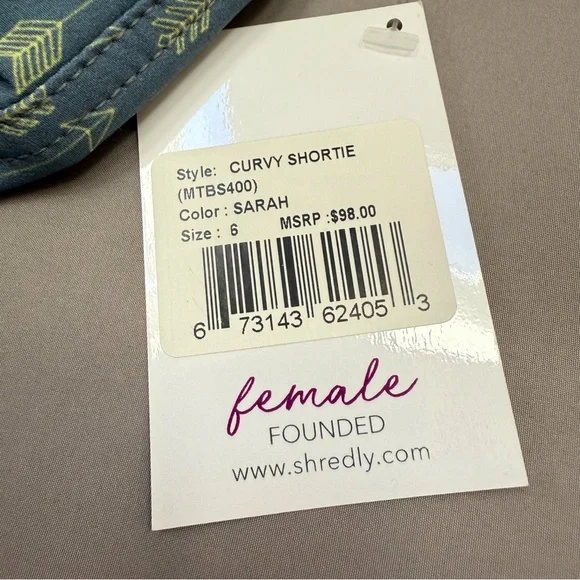 Style: CURVY SHORTIE
(MTBS400)
Color : SARAH
Size : 6 MSRP :$98.00
6 73143 62405 3
female
FOUNDED
www.shredly.com